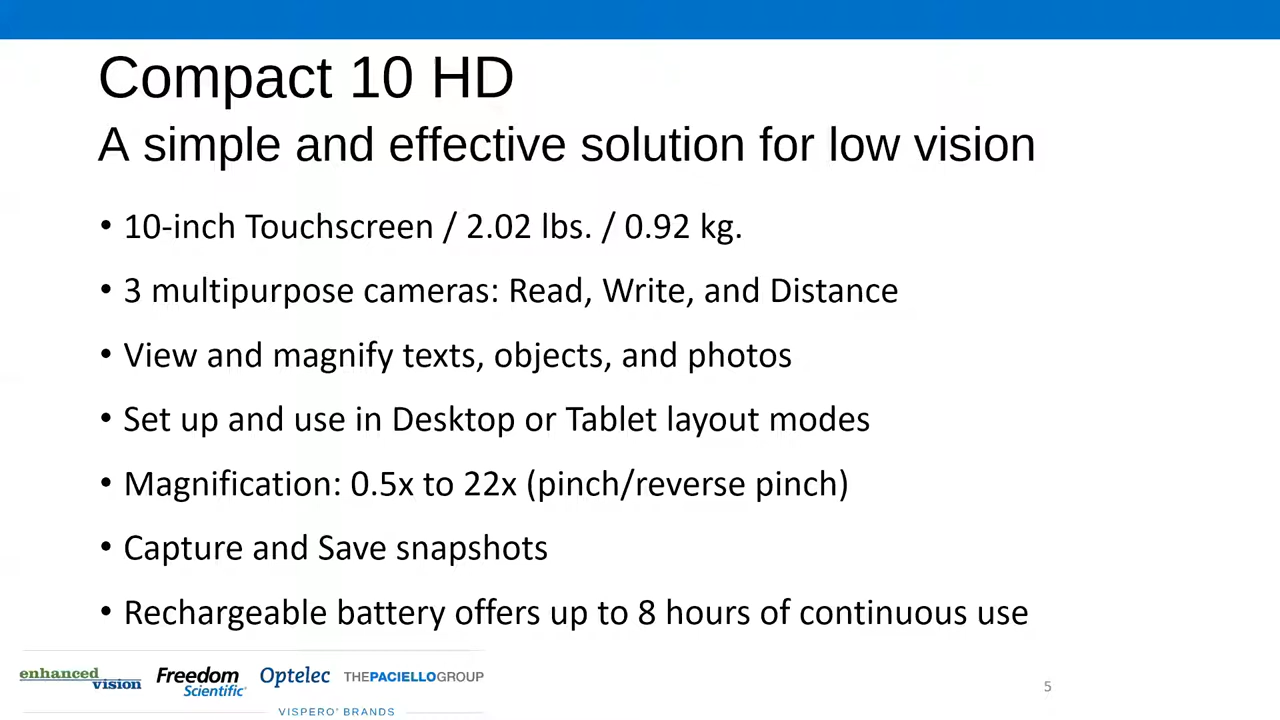 Compact 10 HD
A simple and effective solution for low vision
• 10-inch Touchscreen / 2.02 lbs. / 0.92 kg.
• 3 multipurpose cameras: Read, Write, and Distance
• View and magnify texts, objects, and photos
• Set up and use in Desktop or Tablet layout modes
• Magnification: 0.5x to 22x (pinch/reverse pinch)
• Capture and Save snapshots
• Rechargeable battery offers up to 8 hours of continuous use
enhanced vision
Freedom Scientific®
Optelec
THEPACIELLOGROUP
VISPERO® BRANDS
5